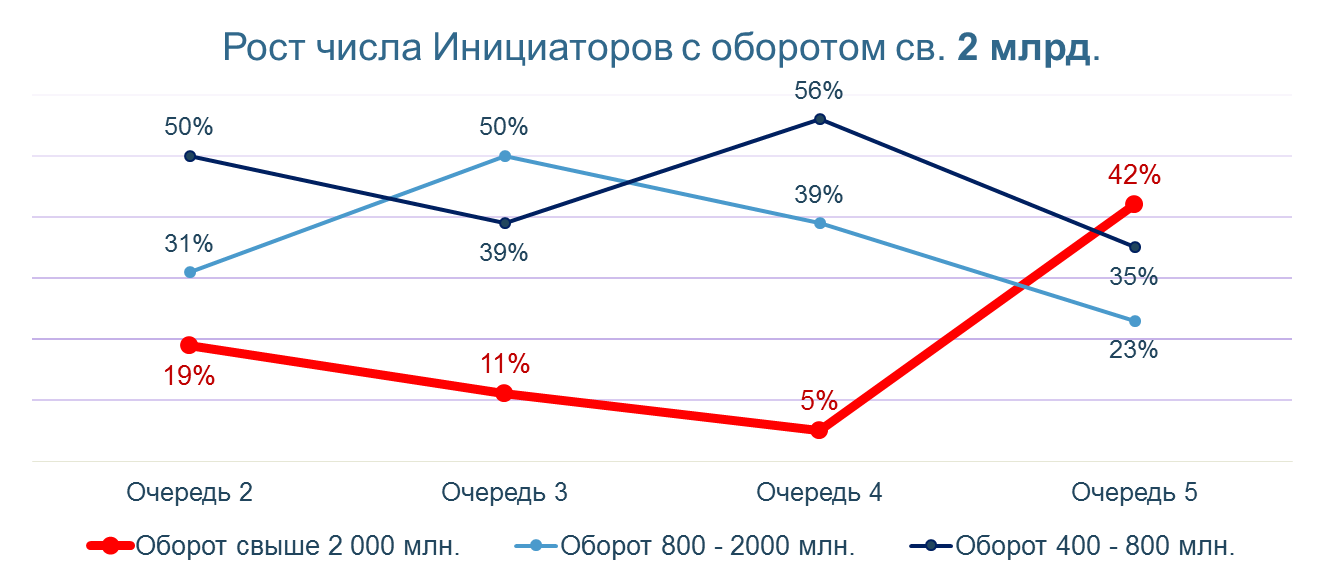 Рост числа Инициаторов с оборотом св. 2 млрд.
56%
50%
50%
42%
39%
31%
39%
35%
23%
11%
19%
5%
Очередь 2
Очередь 3
Очередь 4
Очередь 5
Оборот свыше 2 000 млн.
Оборот 800 - 2000 млн.
Оборот 400 - 800 млн.